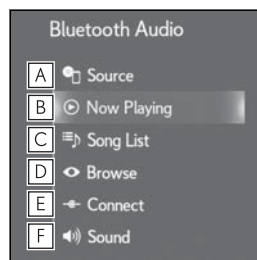 Bluetooth Audio
A Source
B Now Playing
C Song List
D Browse
E Connect
F Sound